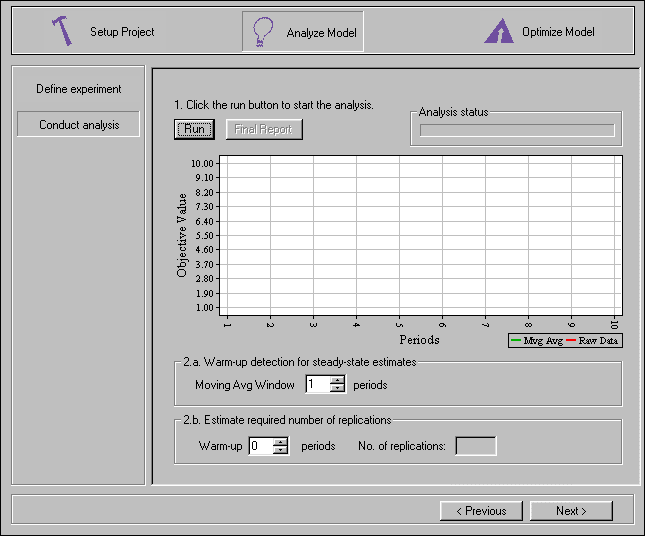 Setup Project
Analyze Model
Optimize Model
Define experiment
Conduct analysis
1. Click the run button to start the analysis.
Run
Final Report
Analysis status
10.00
9.10
8.20
7.30
6.40
5.50
4.60
3.70
2.80
1.90
1.00
Objective Value
1 2 3 4 5 6 7 8 9 10
Periods
Mvg Avg Raw Data
2.a. Warm-up detection for steady-state estimates
Moving Avg Window 1 periods
2.b. Estimate required number of replications
Warm-up 0 periods No. of replications:
< Previous
Next >